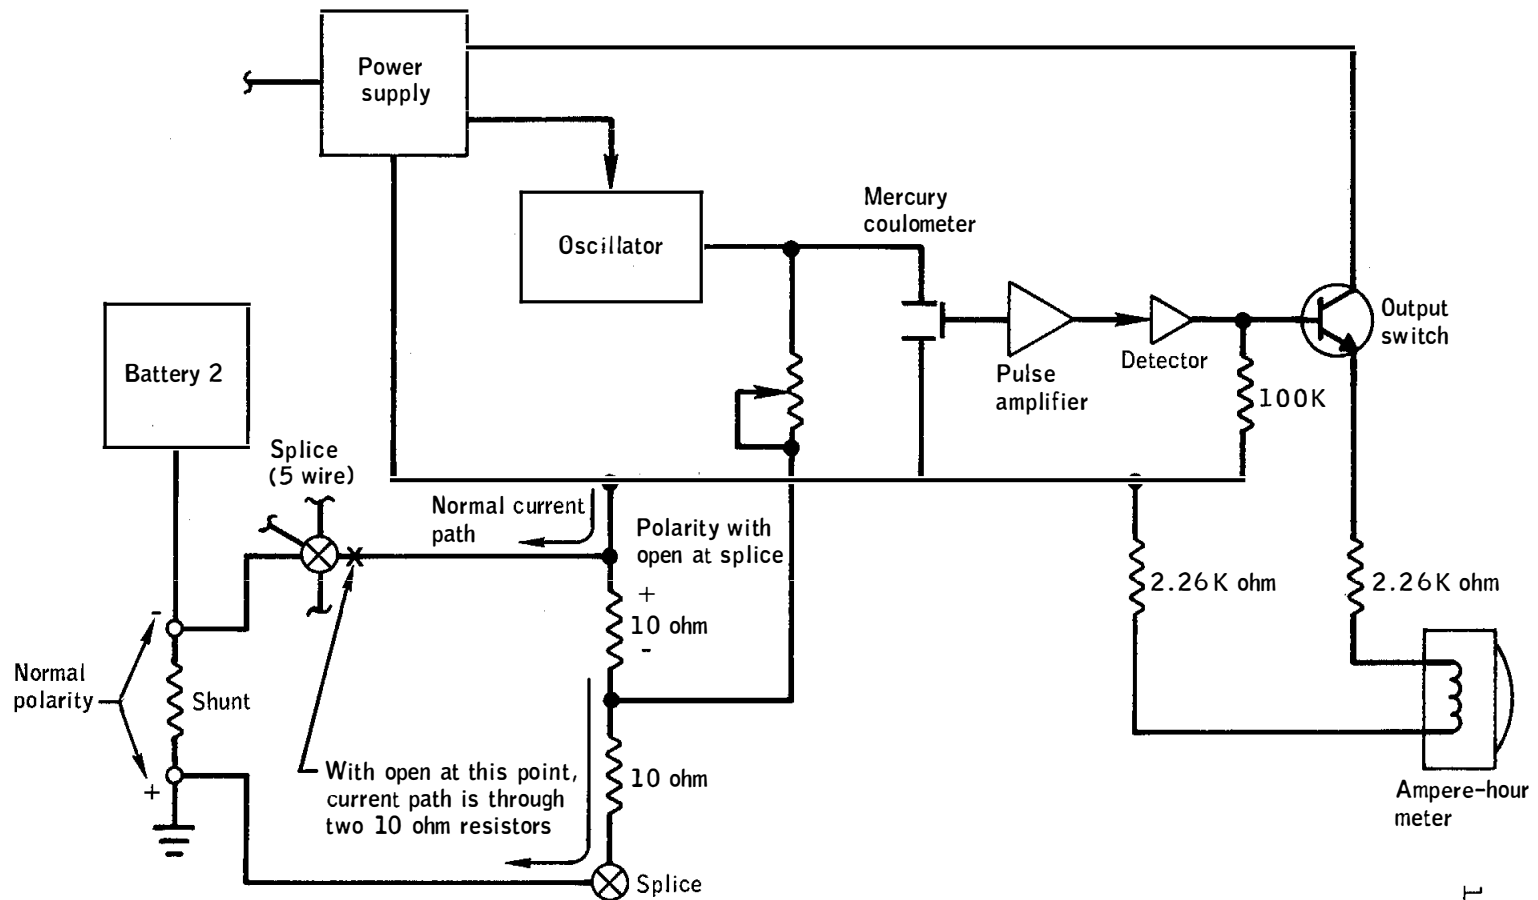 Power
supply
Oscillator
Mercury
coulometer
Output
switch
Battery 2
Pulse
amplifier
Detector
100K
Splice
(5 wire)
Normal current
path
Polarity with
open at splice
+
10 ohm
-
2.26K ohm
2.26K ohm
-
Normal
polarity
Shunt
+
With open at this point,
current path is through
two 10 ohm resistors
10 ohm
Ampere-hour
meter
Splice
1